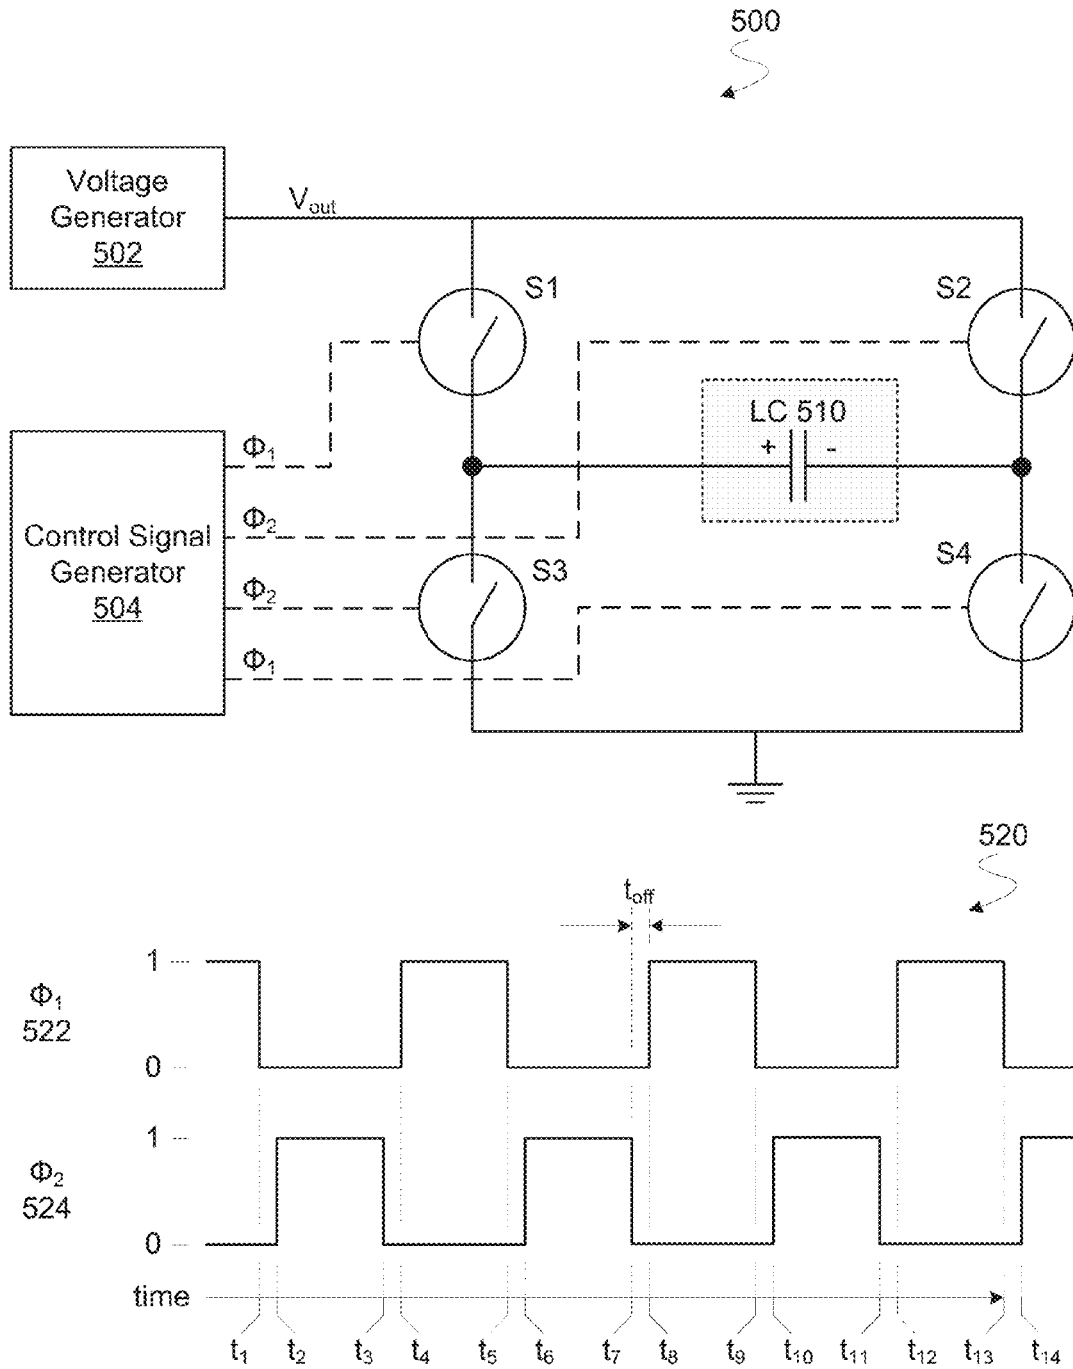 500
Voltage
Generator
502
Vout
S1
S2
LC 510
+ -
Φ1
Φ2
Control Signal
Generator
504
Φ2
Φ1
S3
S4
520
toff
Φ1
522
1
0
Φ2
524
1
0
time
t1 t2 t3 t4 t5 t6 t7 t8 t9 t10 t11 t12 t13 t14